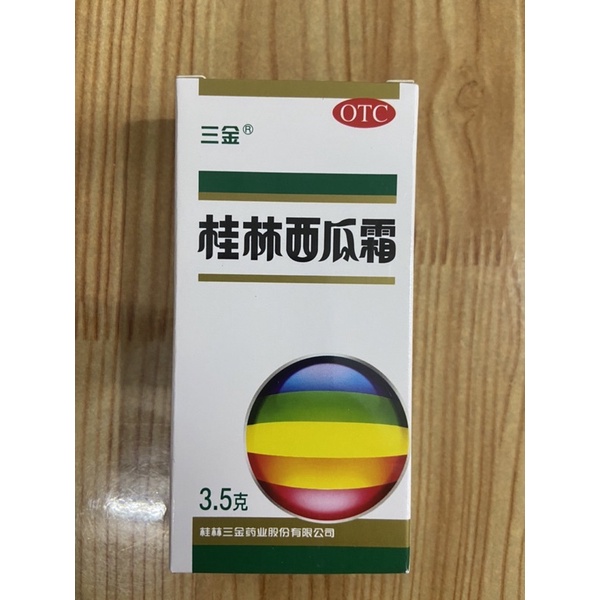 OTC
三金®
桂林西瓜霜
3.5克
桂林三金药业股份有限公司